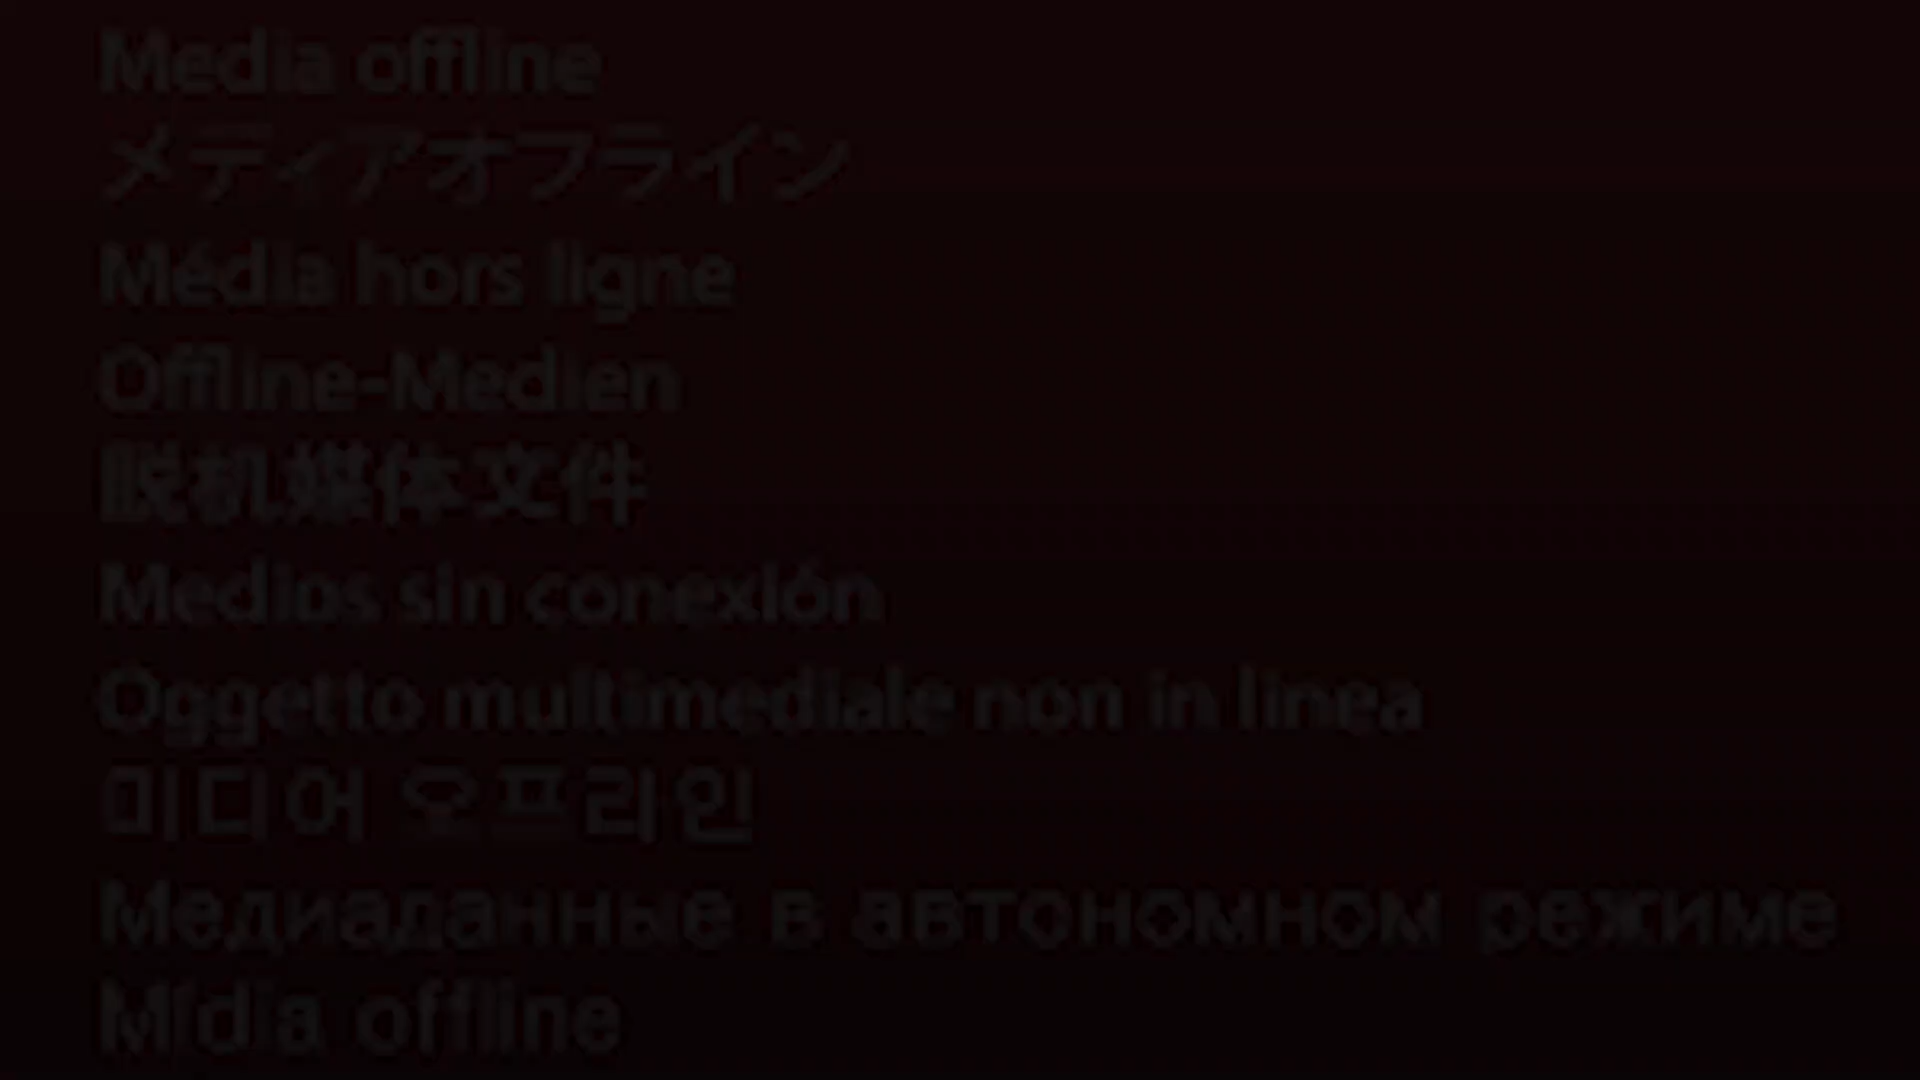 Media offline
メディアオフライン
Média hors ligne
Offline-Medien
脱机媒体文件
Medios sin conexión
Oggetto multimediale non in linea
미디어 오프라인
Медиаданные в автономном режиме
Mídia offline